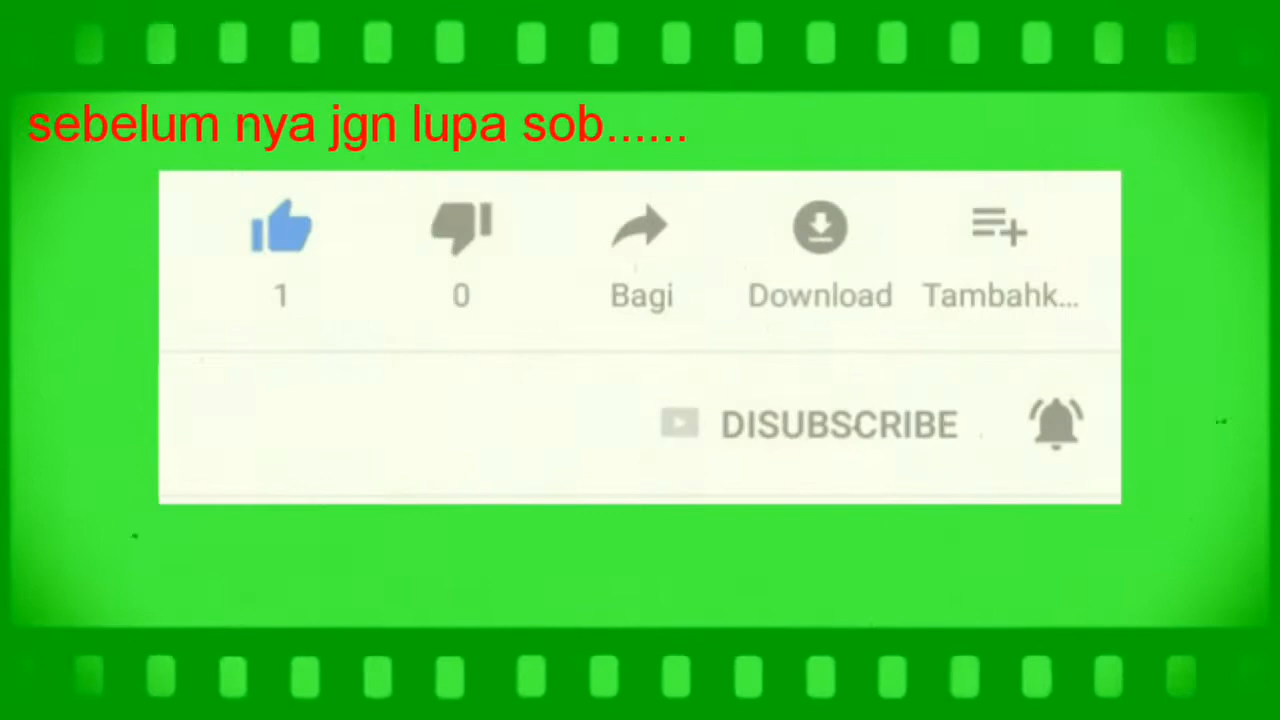 sebelum nya jgn lupa sob......
1 0 Bagi Download Tambahk...
DISUBSCRIBE